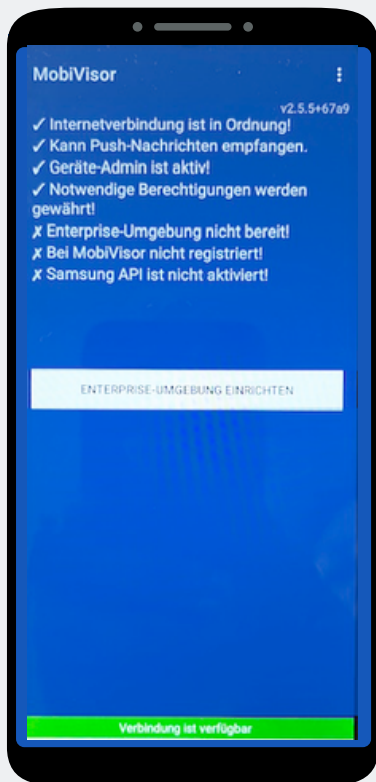 MobiVisor
v2.5.5+67a9
✓ Internetverbindung ist in Ordnung!
✓ Kann Push-Nachrichten empfangen.
✓ Geräte-Admin ist aktiv!
✓ Notwendige Berechtigungen werden
gewährt!
✗ Enterprise-Umgebung nicht bereit!
✗ Bei MobiVisor nicht registriert!
✗ Samsung API ist nicht aktiviert!
ENTERPRISE-UMGEBUNG EINRICHTEN
Verbindung ist verfügbar